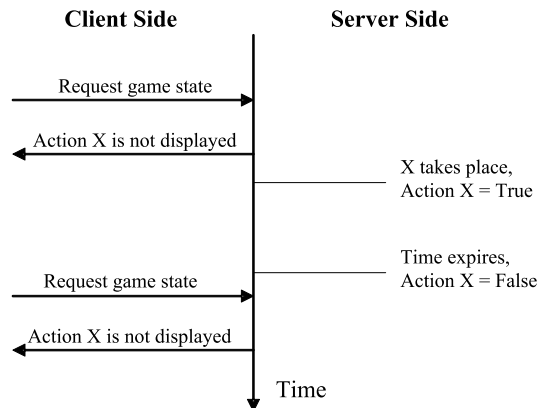 Client Side
Server Side
Request game state
Action X is not displayed
X takes place,
Action X = True
Time expires,
Action X = False
Request game state
Action X is not displayed
Time